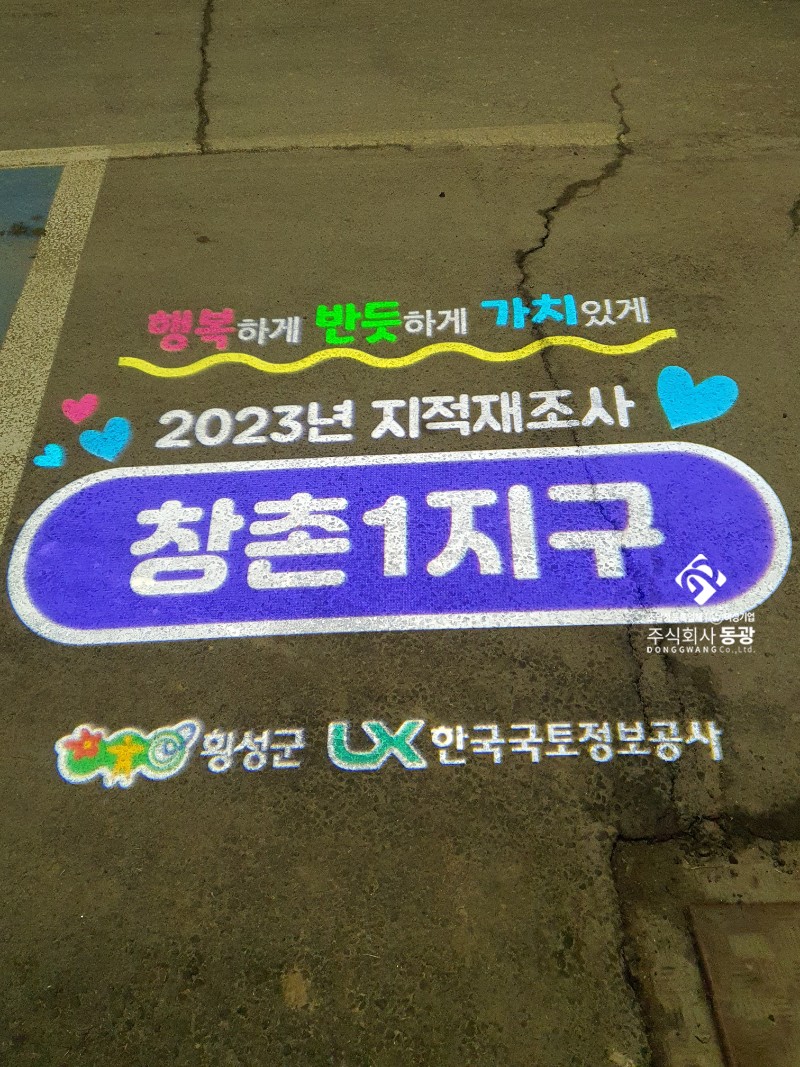 행복하게 반듯하게 가치있게
2023년 지적재조사
창촌1지구
주식회사 동광
DONGGWANG Co.,Ltd.
횡성군 LX 한국국토정보공사